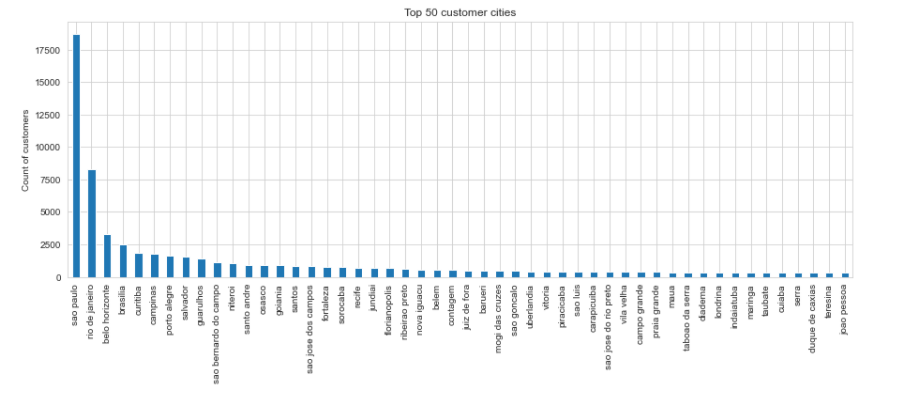 Top 50 customer cities
Count of customers
17500
15000
12500
10000
7500
5000
2500
0
sao paulo
rio de janeiro
belo horizonte
brasilia
curitiba
campinas
porto alegre
salvador
guarulhos
sao bernardo do campo
niteroi
santo andre
osasco
goiania
santos
sao jose dos campos
fortaleza
sorocaba
recife
jundiai
florianopolis
ribeirao preto
nova iguacu
belem
contagem
juiz de fora
barueri
mogi das cruzes
sao goncalo
uberlandia
vitoria
piracicaba
sao luis
carapicuiba
sao jose do rio preto
vila velha
campo grande
praia grande
maua
taboao da serra
diadema
londrina
indaiatuba
maringa
taubate
cuiaba
serra
duque de caxias
teresina
joao pessoa